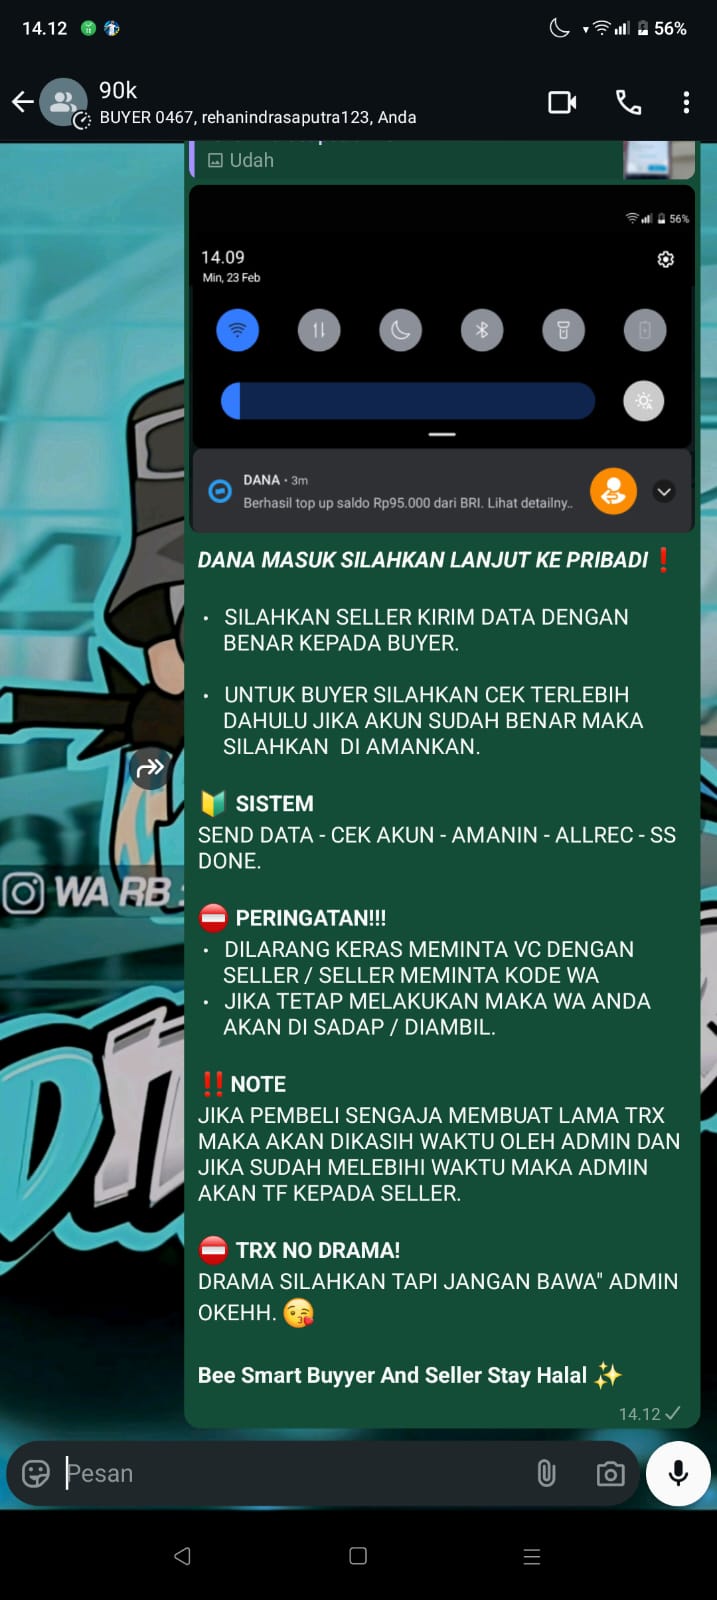 14.12
56%
90k
BUYER 0467, rehanindrasaputra123, Anda
Udah
56%
14.09
Min, 23 Feb
DANA • 3m
Berhasil top up saldo Rp95.000 dari BRI. Lihat detailny..
DANA MASUK SILAHKAN LANJUT KE PRIBADI❗
• SILAHKAN SELLER KIRIM DATA DENGAN
BENAR KEPADA BUYER.
• UNTUK BUYER SILAHKAN CEK TERLEBIH
DAHULU JIKA AKUN SUDAH BENAR MAKA
SILAHKAN DI AMANKAN.
🔰 SISTEM
SEND DATA - CEK AKUN - AMANIN - ALLREC - SS
DONE.
⛔ PERINGATAN!!!
• DILARANG KERAS MEMINTA VC DENGAN
SELLER / SELLER MEMINTA KODE WA
• JIKA TETAP MELAKUKAN MAKA WA ANDA
AKAN DI SADAP / DIAMBIL.
WA RB :
‼️ NOTE
JIKA PEMBELI SENGAJA MEMBUAT LAMA TRX
MAKA AKAN DIKASIH WAKTU OLEH ADMIN DAN
JIKA SUDAH MELEBIHI WAKTU MAKA ADMIN
AKAN TF KEPADA SELLER.
⛔ TRX NO DRAMA!
DRAMA SILAHKAN TAPI JANGAN BAWA" ADMIN
OKEHH. 😘
Bee Smart Buyyer And Seller Stay Halal ✨
14.12
Pesan